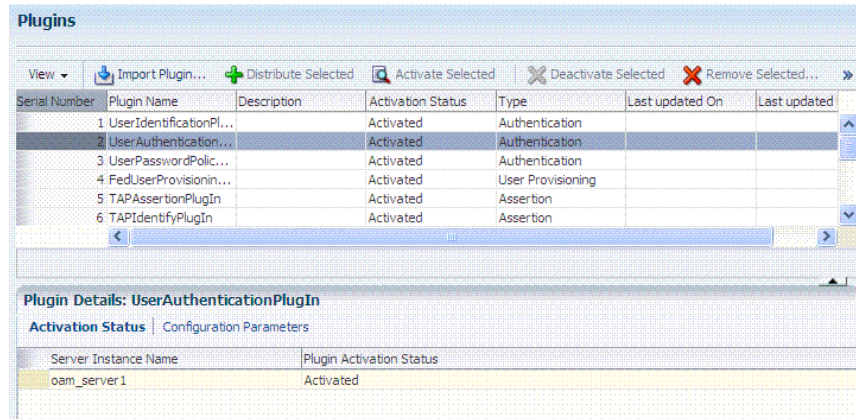 Plugins
View Import Plugin... Distribute Selected Activate Selected Deactivate Selected Remove Selected... »
Serial Number Plugin Name Description Activation Status Type Last updated On Last updated
1 UserIdentificationPl... Activated Authentication
2 UserAuthentication... Activated Authentication
3 UserPasswordPolic... Activated Authentication
4 FedUserProvisionin... Activated User Provisioning
5 TAPAssertionPlugIn Activated Assertion
6 TAPIdentifyPlugIn Activated Assertion
Plugin Details: UserAuthenticationPlugIn
Activation Status Configuration Parameters
Server Instance Name Plugin Activation Status
oam_server1 Activated